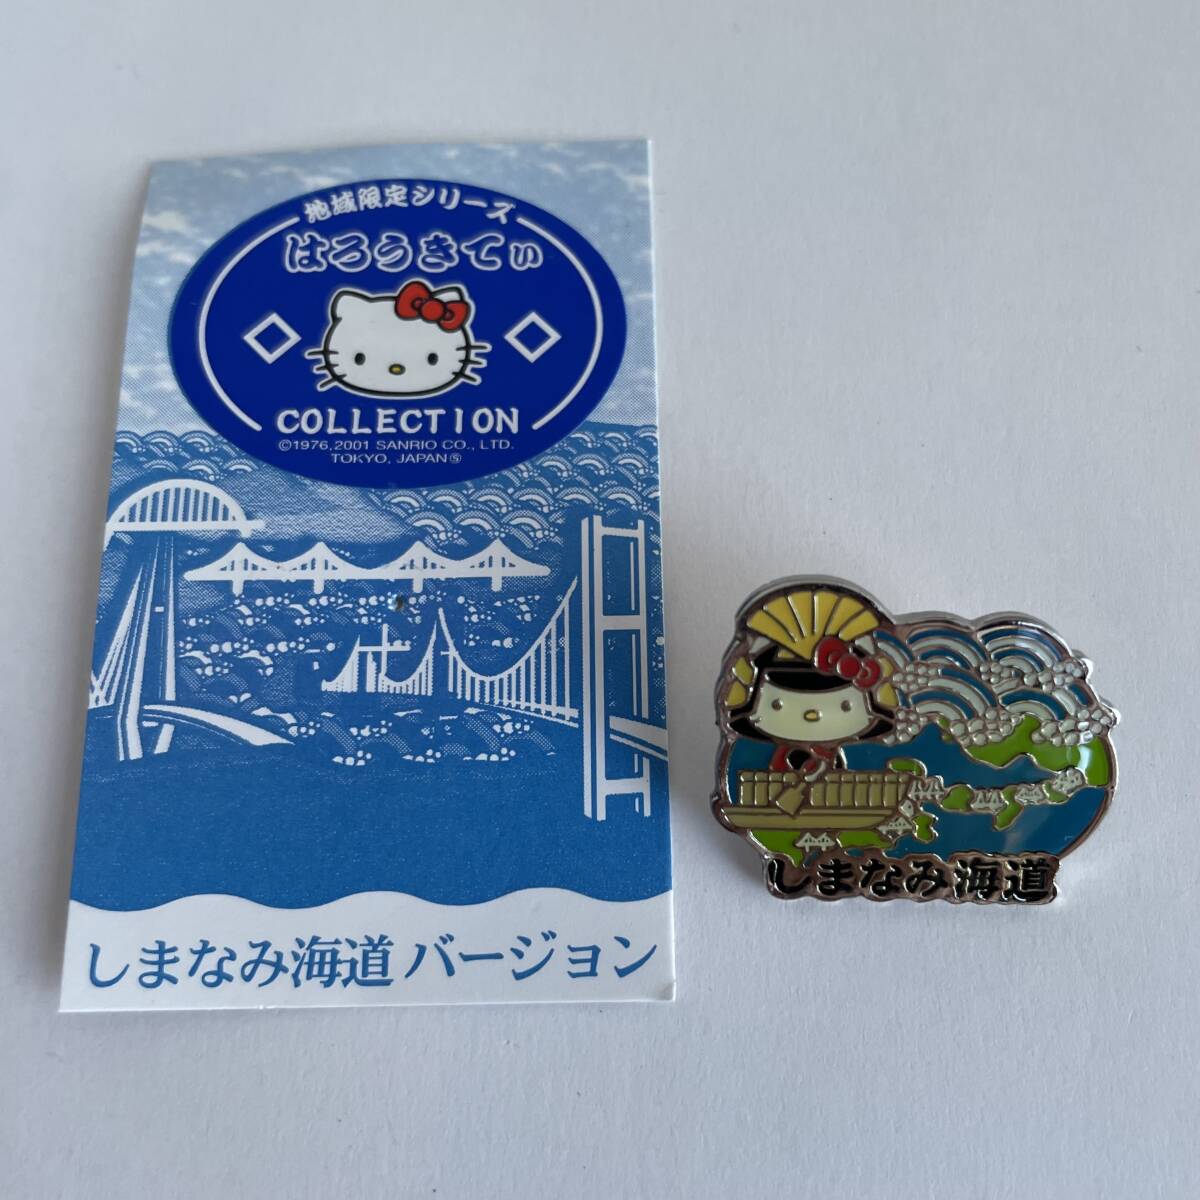 地域限定シリーズ
はろうきてぃ
COLLECTION
©1976,2001 SANRIO CO., LTD.
TOKYO, JAPANⓈ
しまなみ海道 バージョン
しまなみ海道